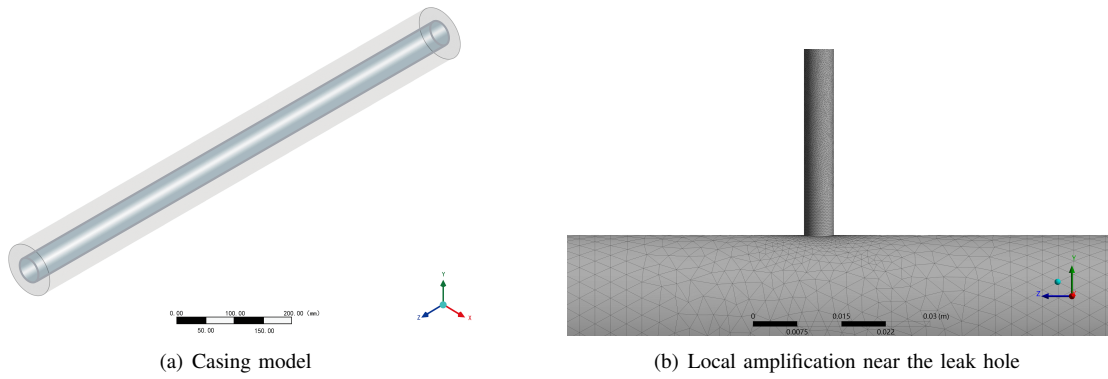 Y
Z
X
0.00
100.00
200.00 (mm)
50.00
150.00
(a) Casing model
Y
Z
0
0.015
0.03 (m)
0.0075
0.022
(b) Local amplification near the leak hole